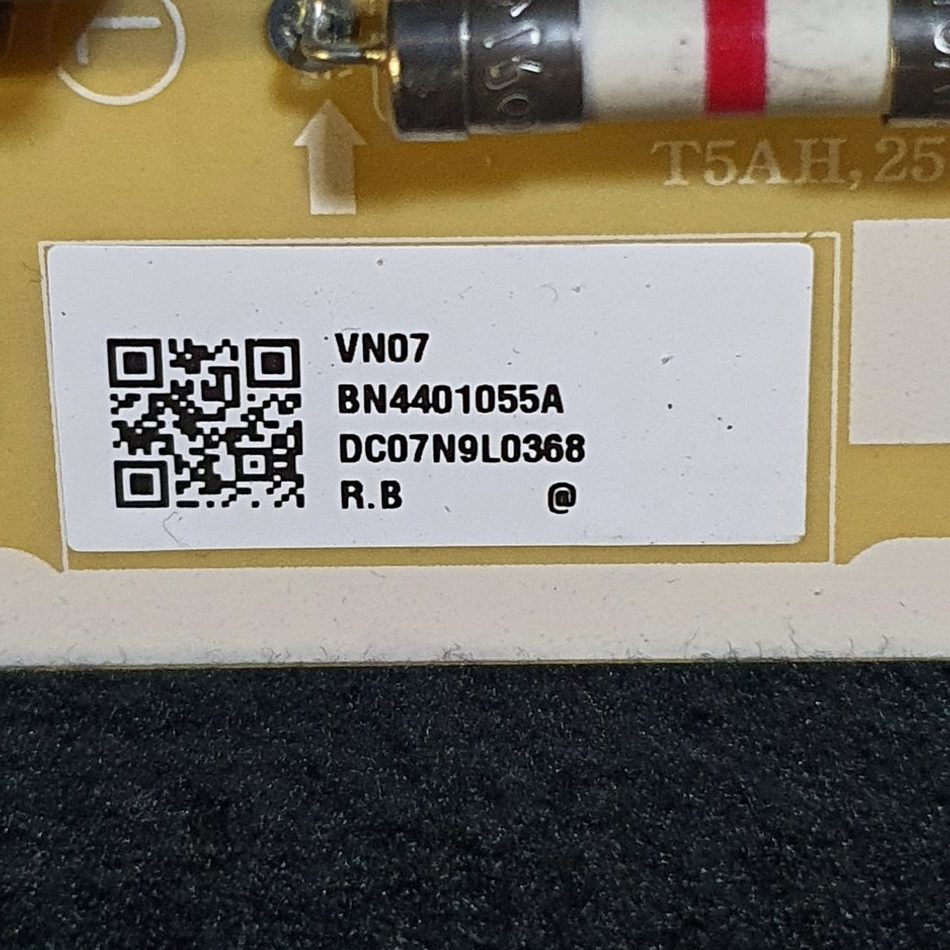 T5AH, 25
VN07
BN4401055A
DC07N9L0368
R.B @